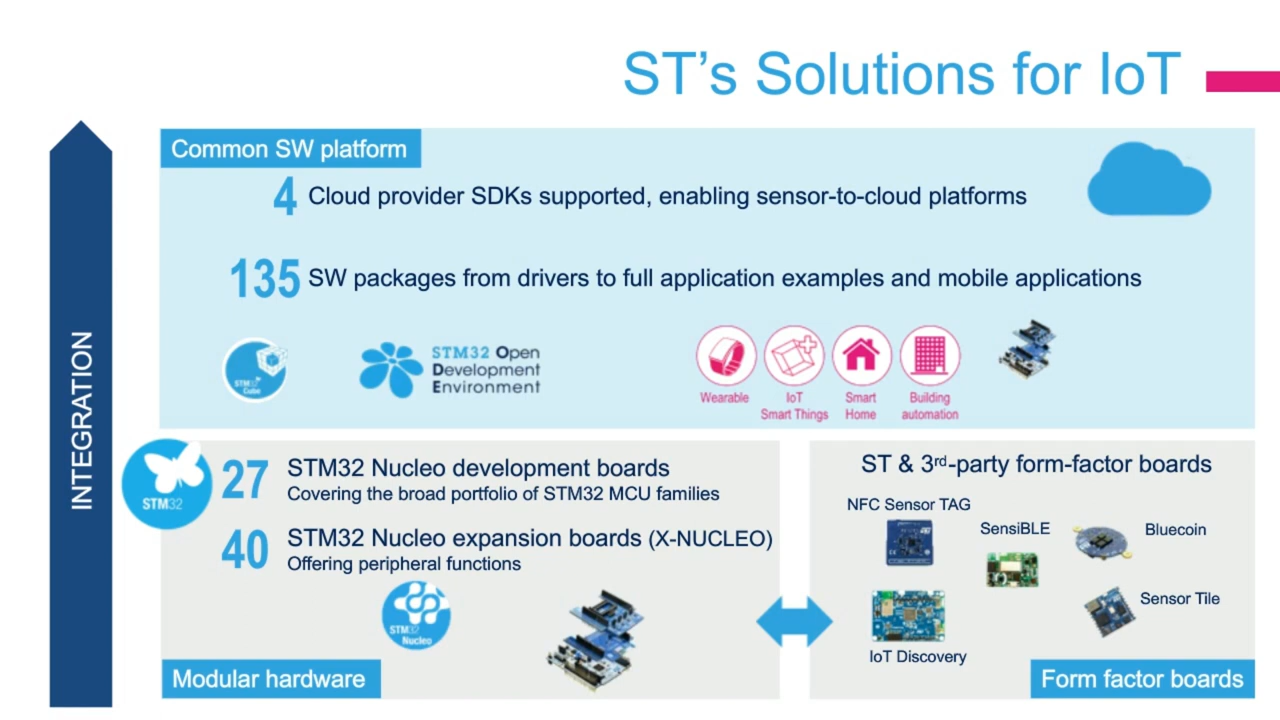 ST's Solutions for IoT
INTEGRATION
Common SW platform
4 Cloud provider SDKs supported, enabling sensor-to-cloud platforms
135 SW packages from drivers to full application examples and mobile applications
STM32
Cube
STM32 Open
Development
Environment
Wearable
IoT
Smart Things
Smart
Home
Building
automation
STM32
27 STM32 Nucleo development boards
Covering the broad portfolio of STM32 MCU families
40 STM32 Nucleo expansion boards (X-NUCLEO)
Offering peripheral functions
STM32
Nucleo
Modular hardware
ST & 3rd-party form-factor boards
NFC Sensor TAG
SensiBLE
Bluecoin
Sensor Tile
IoT Discovery
Form factor boards